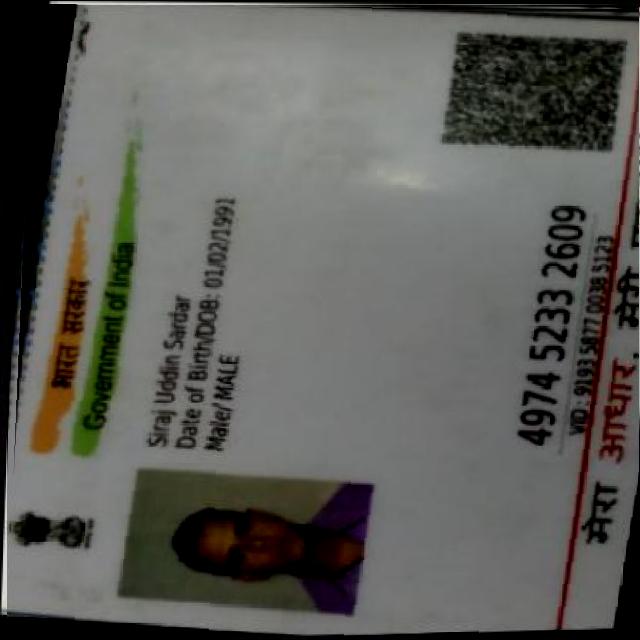 भारत सरकार
Government of India
Siraj Uddin Sardar
Date of Birth/DOB: 01/02/1991
Male/ MALE
4974 5233 2609
VID : 9193 5877 0038 5123
मेरा आधार, मेरी